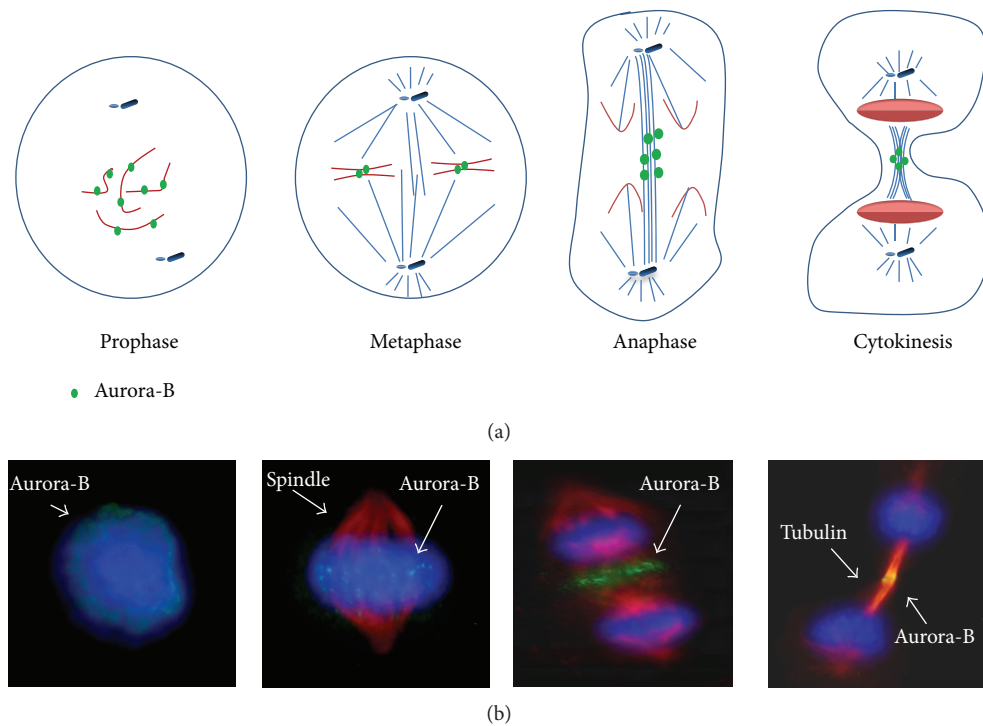 Prophase
Metaphase
Anaphase
Cytokinesis
Aurora-B
(a)
Aurora-B
Spindle
Aurora-B
Aurora-B
Tubulin
Aurora-B
(b)